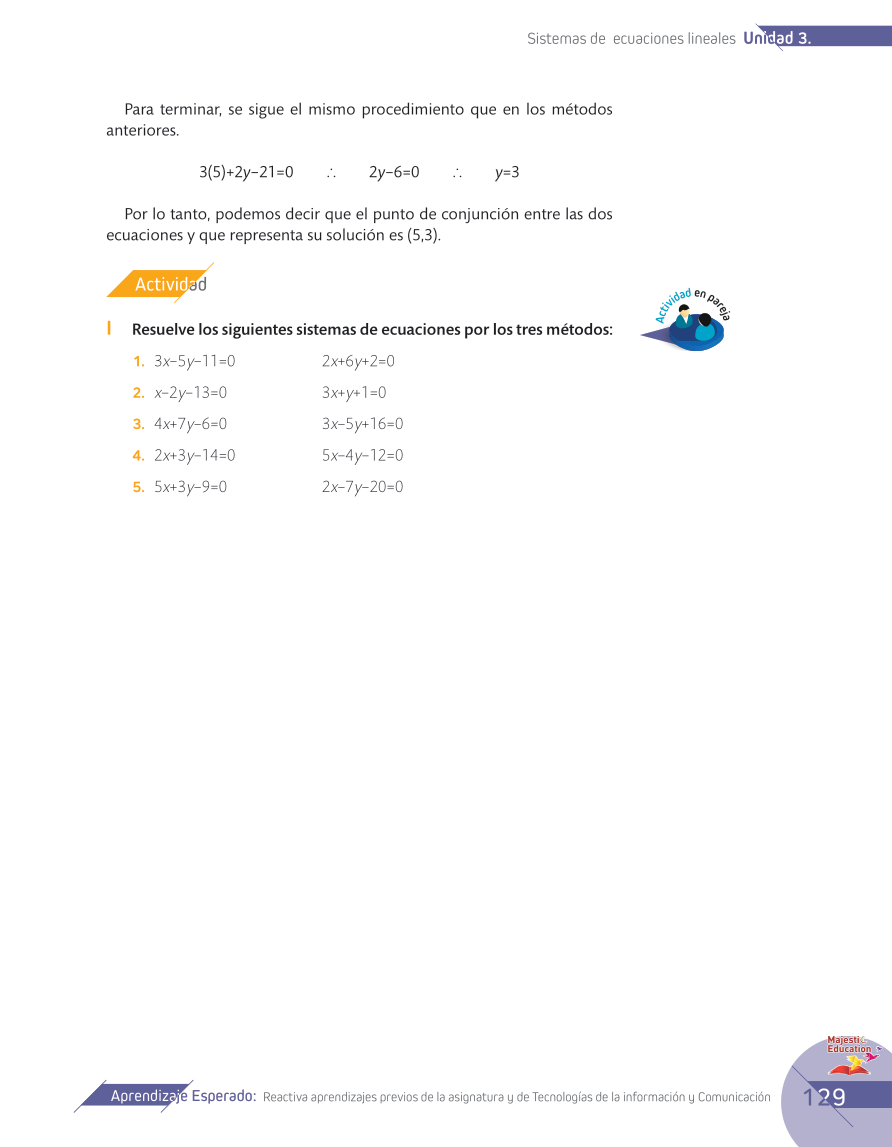 Sistemas de ecuaciones lineales Unidad 3.
Para terminar, se sigue el mismo procedimiento que en los métodos
anteriores.
3(5)+2y–21=0 ∴ 2y–6=0 ∴ y=3
Por lo tanto, podemos decir que el punto de conjunción entre las dos
ecuaciones y que representa su solución es (5,3).
Actividad
Actividad en pareja
I Resuelve los siguientes sistemas de ecuaciones por los tres métodos:
1. 3x–5y–11=0 2x+6y+2=0
2. x–2y–13=0 3x+y+1=0
3. 4x+7y–6=0 3x–5y+16=0
4. 2x+3y–14=0 5x–4y–12=0
5. 5x+3y–9=0 2x–7y–20=0
Majestic
Education
Aprendizaje Esperado: Reactiva aprendizajes previos de la asignatura y de Tecnologías de la información y Comunicación
129